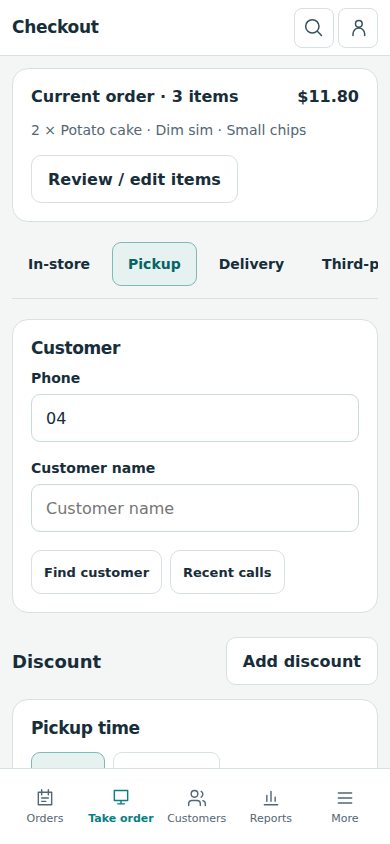 Checkout
Current order · 3 items $11.80
2 × Potato cake · Dim sim · Small chips
Review / edit items
In-store Pickup Delivery Third-p
Customer
Phone
04
Customer name
Customer name
Find customer Recent calls
Discount Add discount
Pickup time
Orders Take order Customers Reports More